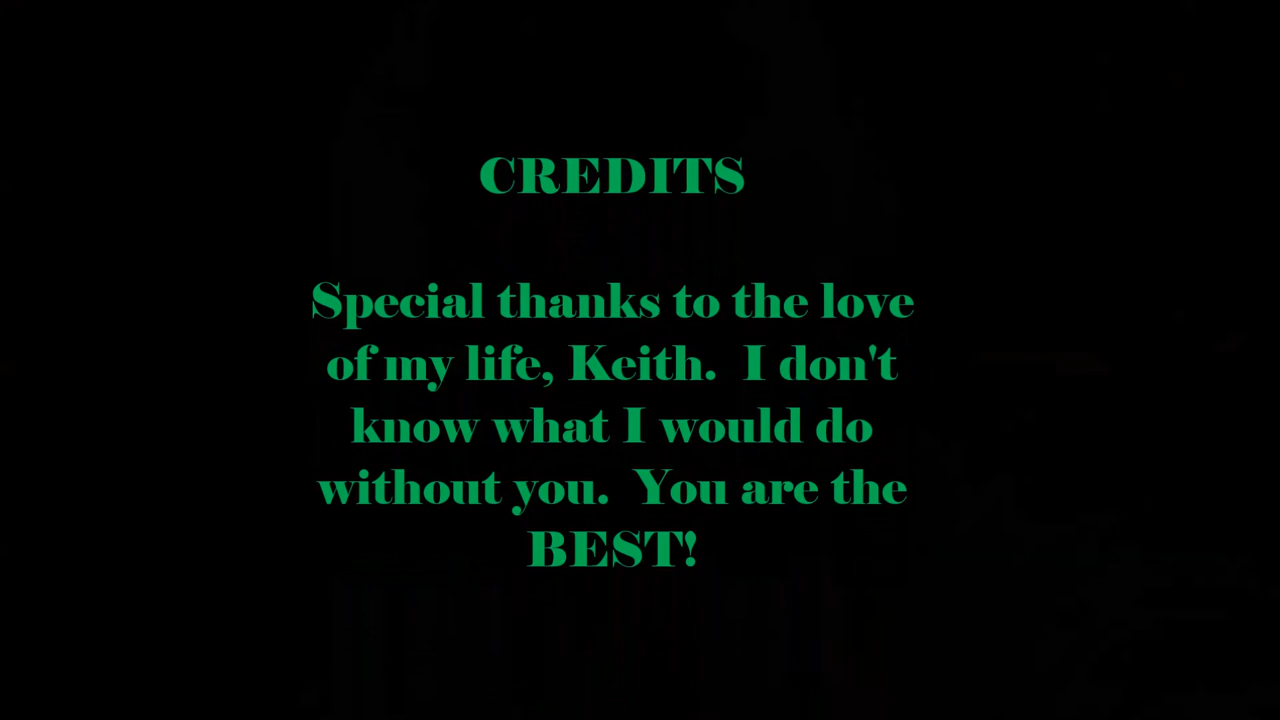 CREDITS
Special thanks to the love
of my life, Keith.  I don't
know what I would do
without you.  You are the
BEST!